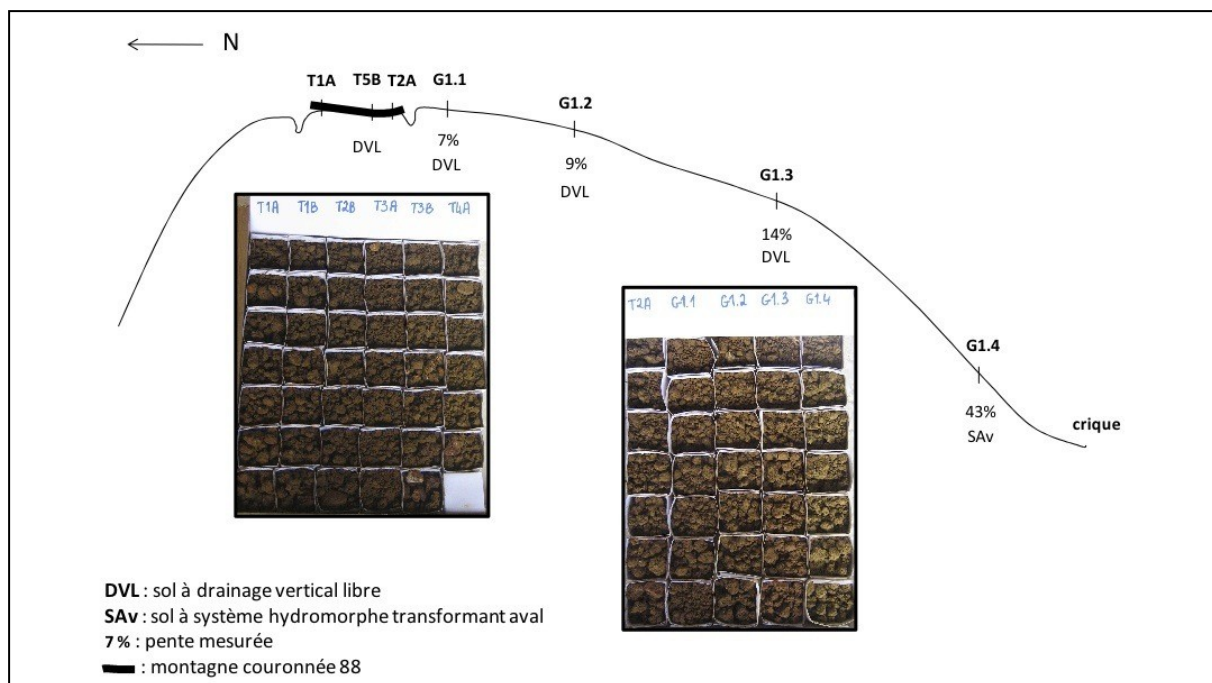 N
T1A T5B T2A G1.1
G1.2
7%
DVL
DVL
9%
DVL
G1.3
14%
DVL
T1A T1B T2B T3A T3B T4A
T2A G1.1 G1.2 G1.3 G1.4
G1.4
43%
SAv
crique
DVL : sol à drainage vertical libre
SAv : sol à système hydromorphe transformant aval
7 % : pente mesurée
: montagne couronnée 88